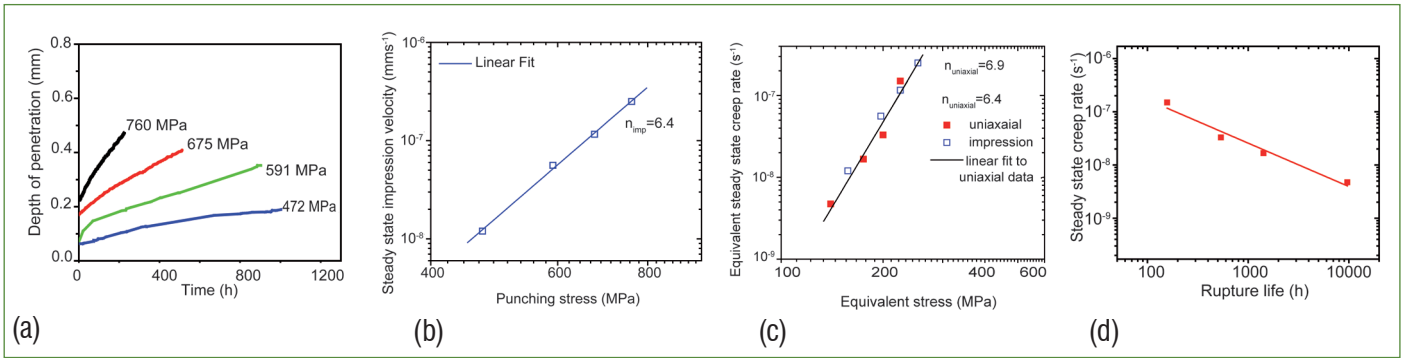 0.8
0.6
0.4
0.2
0.0
Depth of penetration (mm)
760 MPa
675 MPa
591 MPa
472 MPa
0 400 800 1200
Time (h)
(a)
10⁻⁶
10⁻⁷
10⁻⁸
Steady state impression velocity (mms⁻¹)
Linear Fit
nimp=6.4
400 600 800
Punching stress (MPa)
(b)
10⁻⁶
10⁻⁷
10⁻⁸
10⁻⁹
Equivalent steady state creep rate (s⁻¹)
nuniaxial=6.9
nuniaxial=6.4
uniaxaial
impression
linear fit to
uniaxial data
100 200 400 600
Equivalent stress (MPa)
(c)
10⁻⁶
10⁻⁷
10⁻⁸
10⁻⁹
Steady state creep rate (s⁻¹)
100 1000 10000
Rupture life (h)
(d)